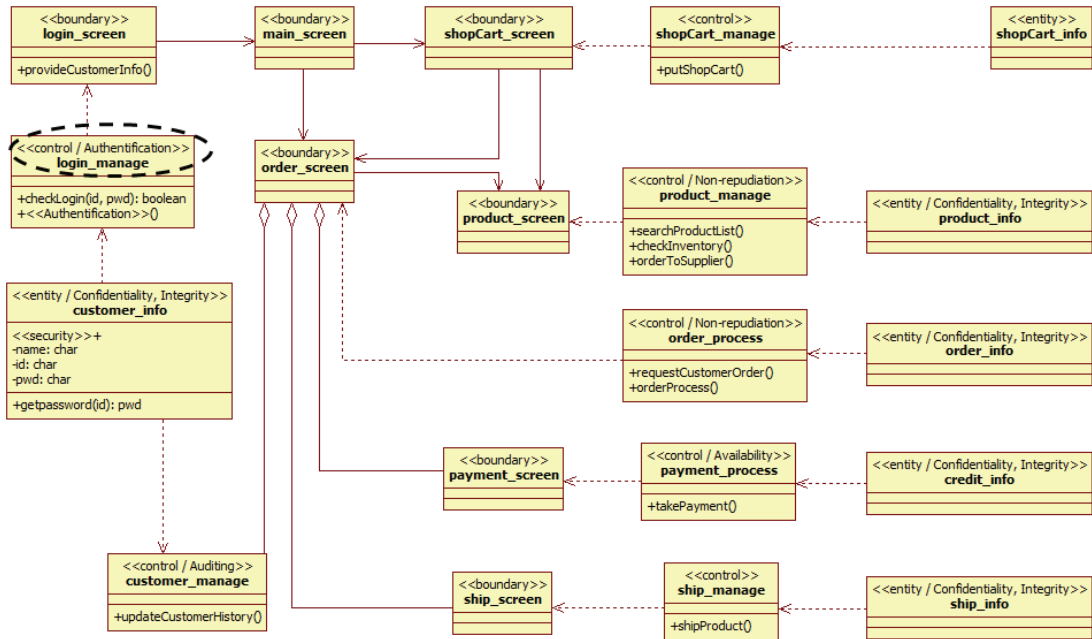 <<boundary>>
login_screen
+provideCustomerInfo()
<<boundary>>
main_screen
<<boundary>>
shopCart_screen
<<control>>
shopCart_manage
+putShopCart()
<<entity>>
shopCart_info
<<control / Authentification>>
login_manage
+checkLogin(id, pwd): boolean
+<<Authentification>>()
<<boundary>>
order_screen
<<boundary>>
product_screen
<<control / Non-repudiation>>
product_manage
+searchProductList()
+checkInventory()
+orderToSupplier()
<<entity / Confidentiality, Integrity>>
product_info
<<entity / Confidentiality, Integrity>>
customer_info
<<security>>+
-name: char
-id: char
-pwd: char
+getpassword(id): pwd
<<control / Non-repudiation>>
order_process
+requestCustomerOrder()
+orderProcess()
<<entity / Confidentiality, Integrity>>
order_info
<<boundary>>
payment_screen
<<control / Availability>>
payment_process
+takePayment()
<<entity / Confidentiality, Integrity>>
credit_info
<<control / Auditing>>
customer_manage
+updateCustomerHistory()
<<boundary>>
ship_screen
<<control>>
ship_manage
+shipProduct()
<<entity / Confidentiality, Integrity>>
ship_info